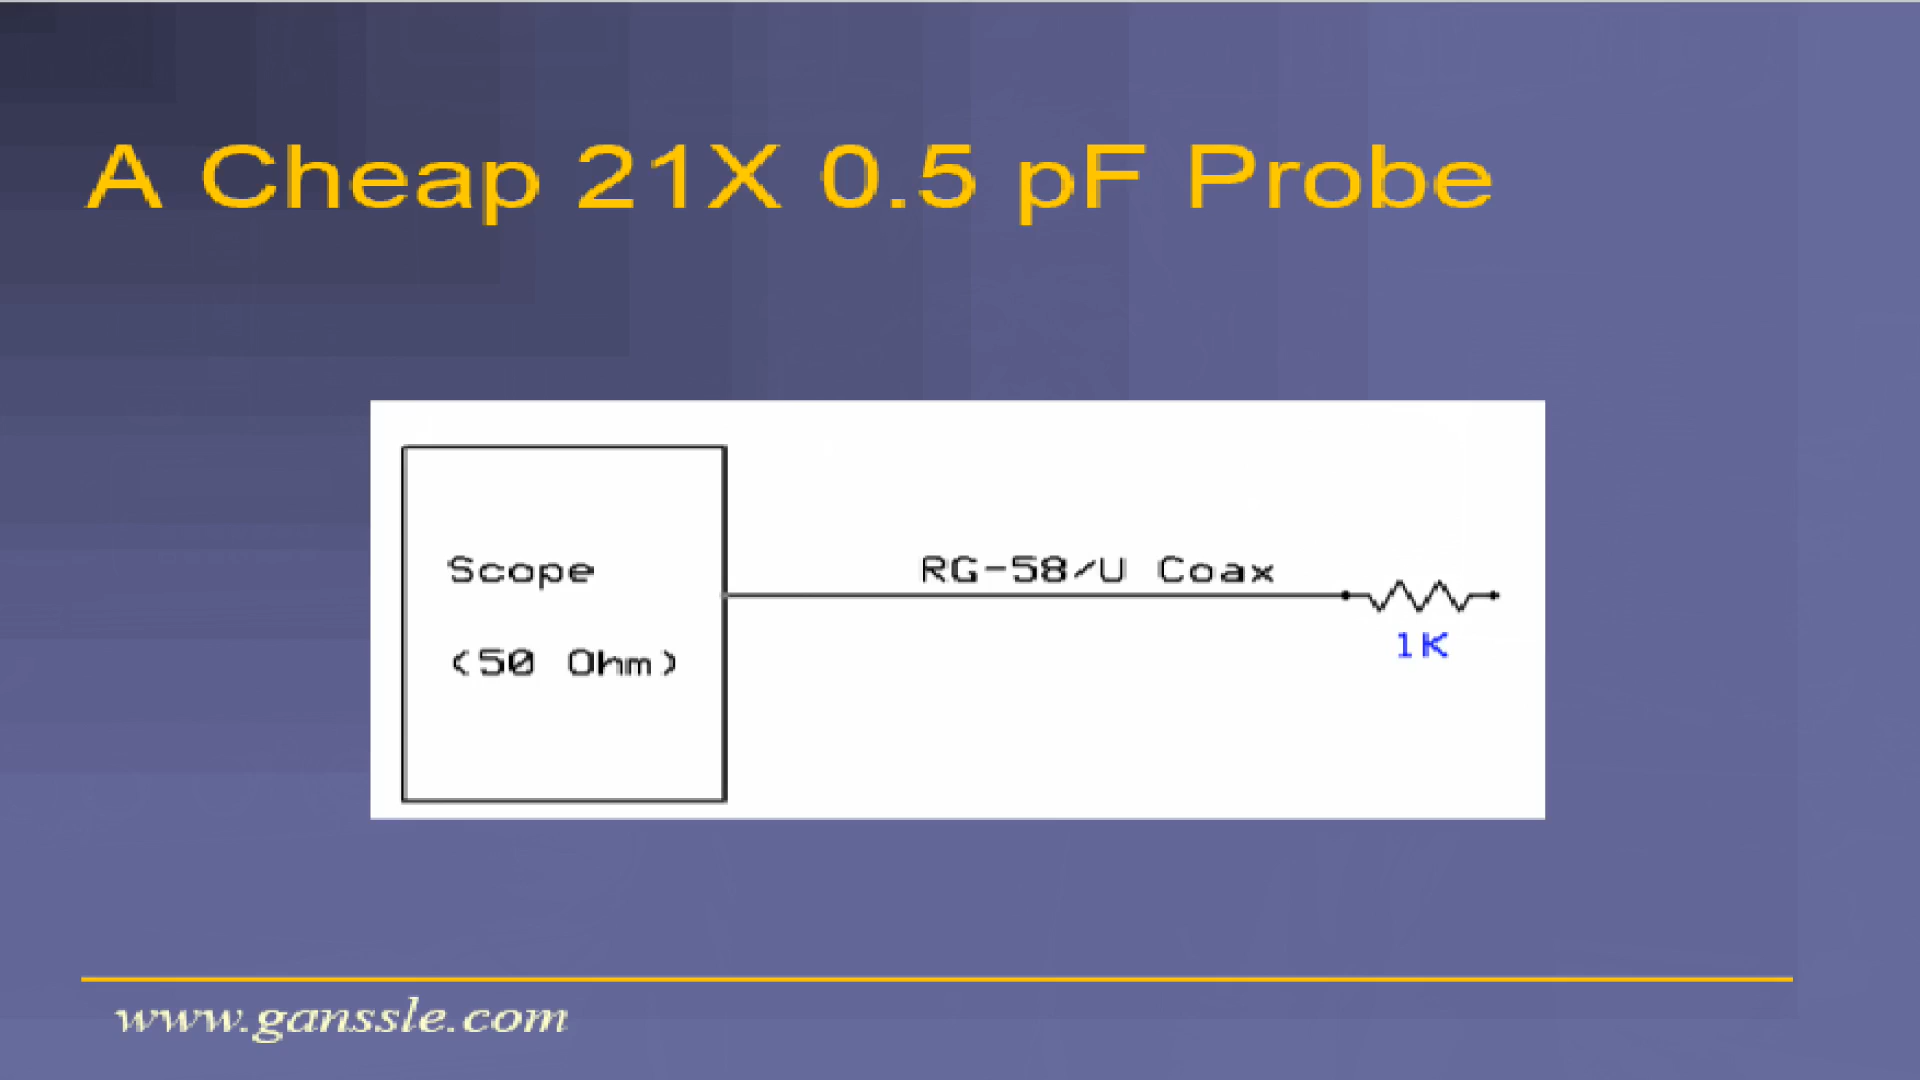 A Cheap 21X 0.5 pF Probe
Scope
RG-58/U Coax
1K
(50 Ohm)
www.ganssle.com